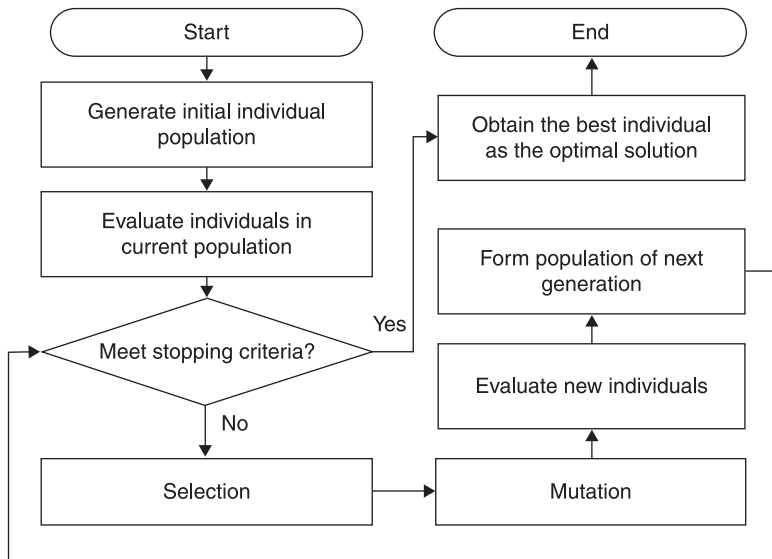 Start
Generate initial individual
population
Evaluate individuals in
current population
Meet stopping criteria?
Yes
No
Selection
Mutation
Evaluate new individuals
Form population of next
generation
Obtain the best individual
as the optimal solution
End